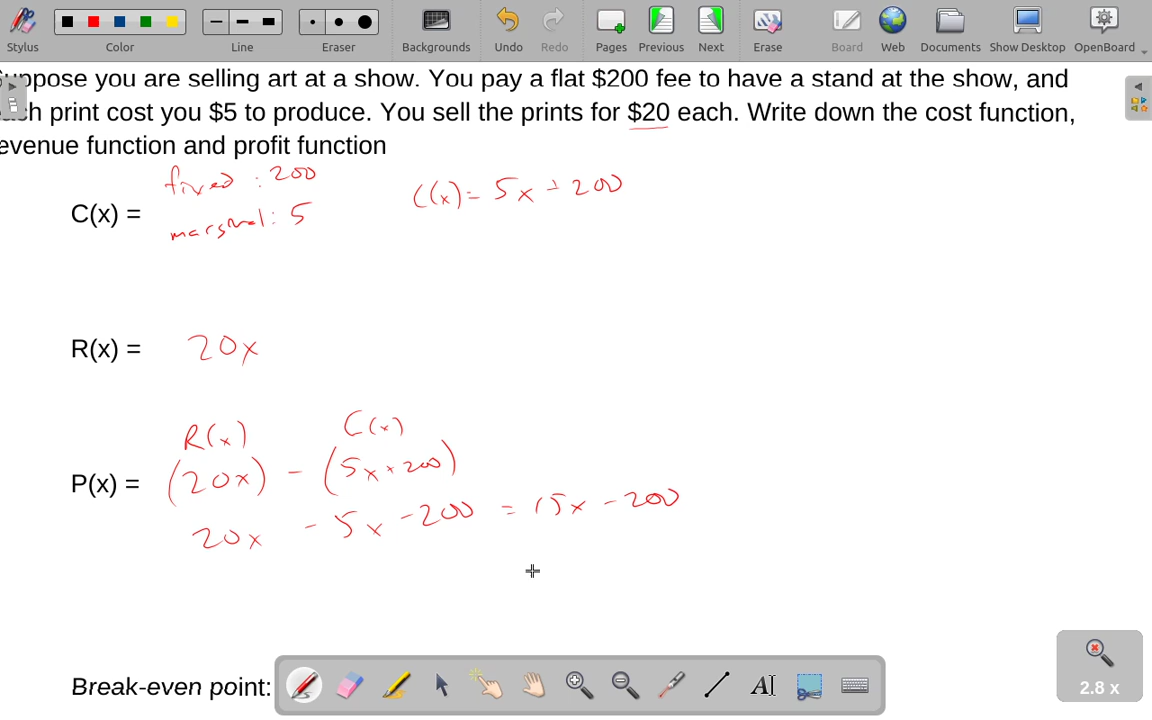 Stylus Color Line Eraser Backgrounds Undo Redo Pages Previous Next Erase Board Web Documents Show Desktop OpenBoard
uppose you are selling art at a show. You pay a flat $200 fee to have a stand at the show, and
ch print cost you $5 to produce. You sell the prints for $20 each. Write down the cost function,
evenue function and profit function
fixed : 200
C(x) = 5x + 200
C(x) =
marginal: 5
R(x) = 20x
R(x) C(x)
P(x) = (20x) - (5x + 200)
20x - 5x - 200 = 15x - 200
Break-even point:
2.8 x